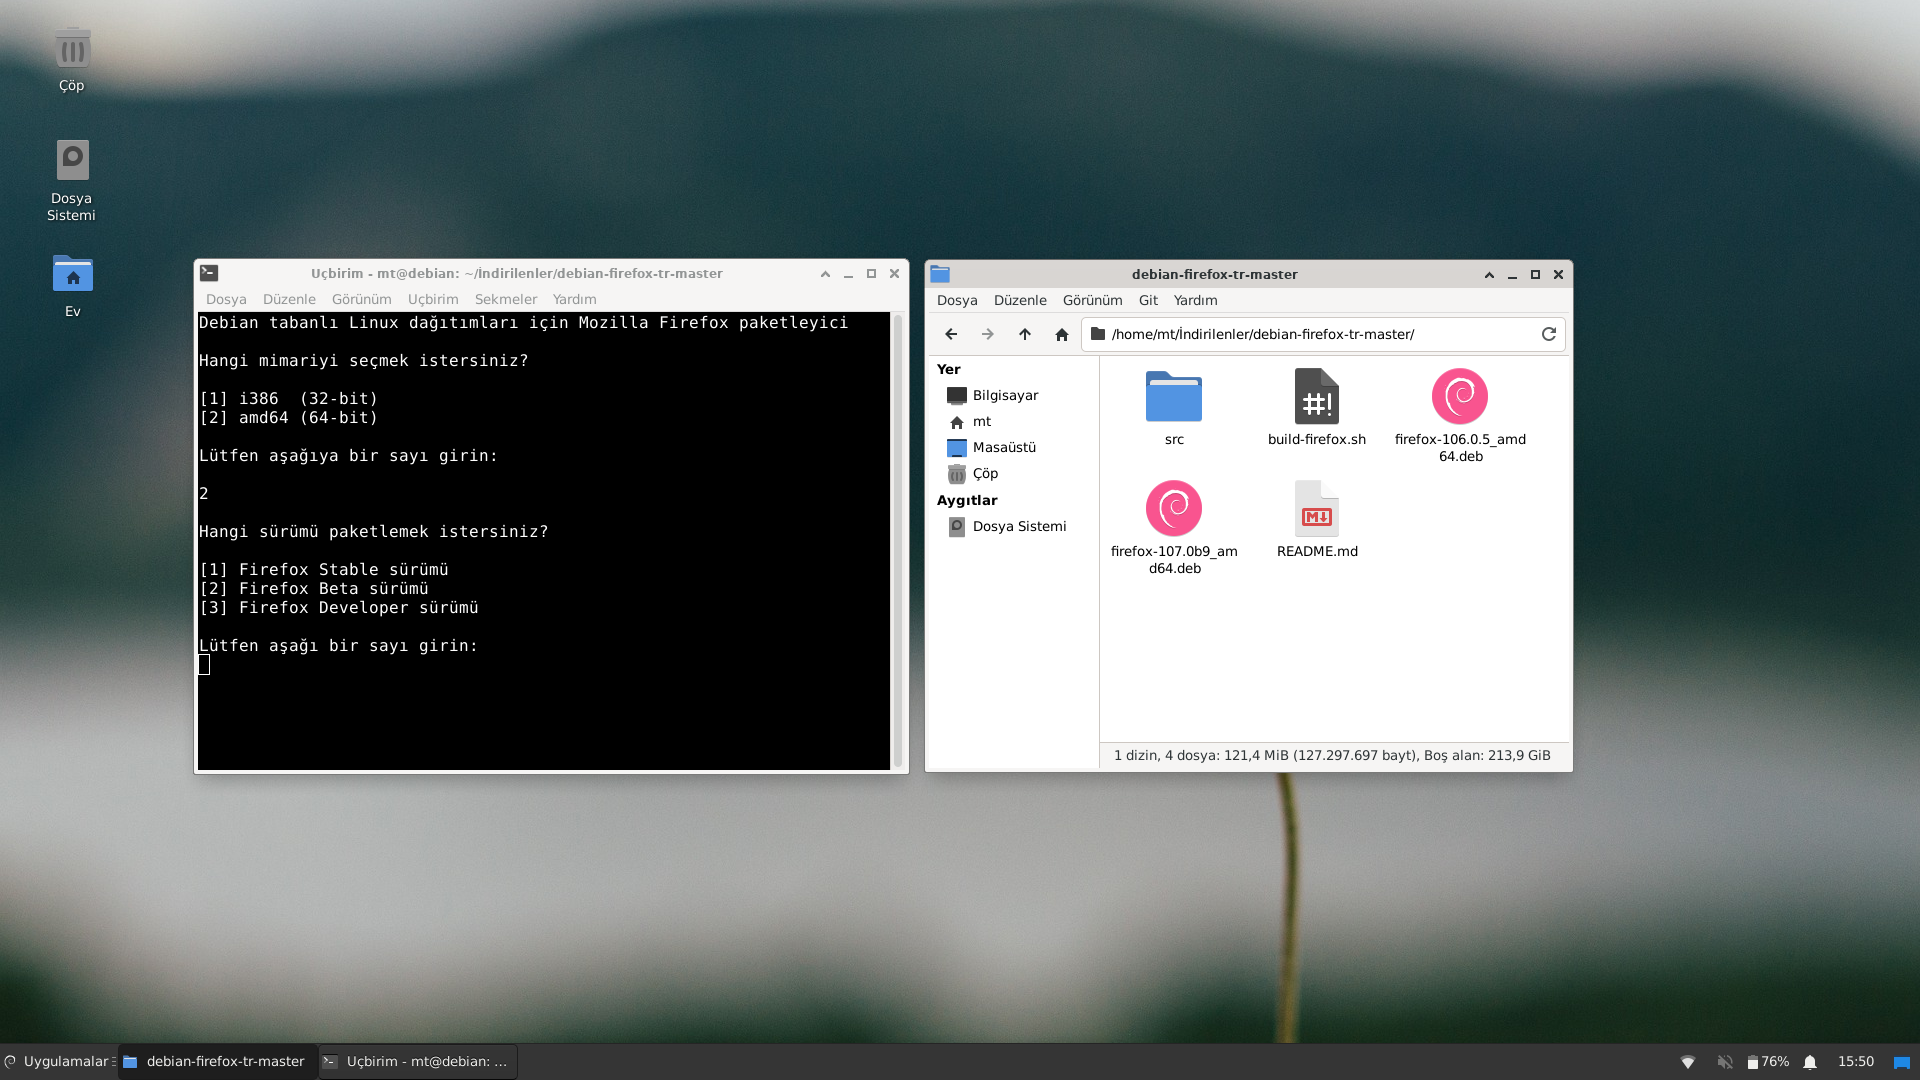 Çöp
Dosya
Sistemi
Ev
Uçbirim - mt@debian: ~/İndirilenler/debian-firefox-tr-master
Dosya Düzenle Görünüm Uçbirim Sekmeler Yardım
Debian tabanlı Linux dağıtımları için Mozilla Firefox paketleyici
Hangi mimariyi seçmek istersiniz?
[1] i386  (32-bit)
[2] amd64 (64-bit)
Lütfen aşağıya bir sayı girin:
2
Hangi sürümü paketlemek istersiniz?
[1] Firefox Stable sürümü
[2] Firefox Beta sürümü
[3] Firefox Developer sürümü
Lütfen aşağı bir sayı girin:
debian-firefox-tr-master
Dosya Düzenle Görünüm Git Yardım
/home/mt/İndirilenler/debian-firefox-tr-master/
Yer
Bilgisayar
mt
Masaüstü
Çöp
Aygıtlar
Dosya Sistemi
src
build-firefox.sh
firefox-106.0.5_amd
64.deb
firefox-107.0b9_am
d64.deb
README.md
1 dizin, 4 dosya: 121,4 MiB (127.297.697 bayt), Boş alan: 213,9 GiB
Uygulamalar
debian-firefox-tr-master
Uçbirim - mt@debian: ...
76%
15:50